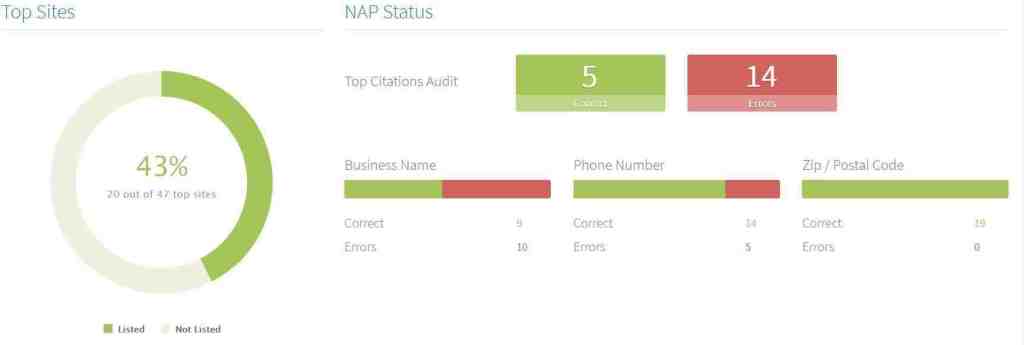 Top Sites
NAP Status
43%
20 out of 47 top sites
Listed
Not Listed
Top Citations Audit
5
Correct
14
Errors
Business Name
Correct 9
Errors 10
Phone Number
Correct 14
Errors 5
Zip / Postal Code
Correct 19
Errors 0